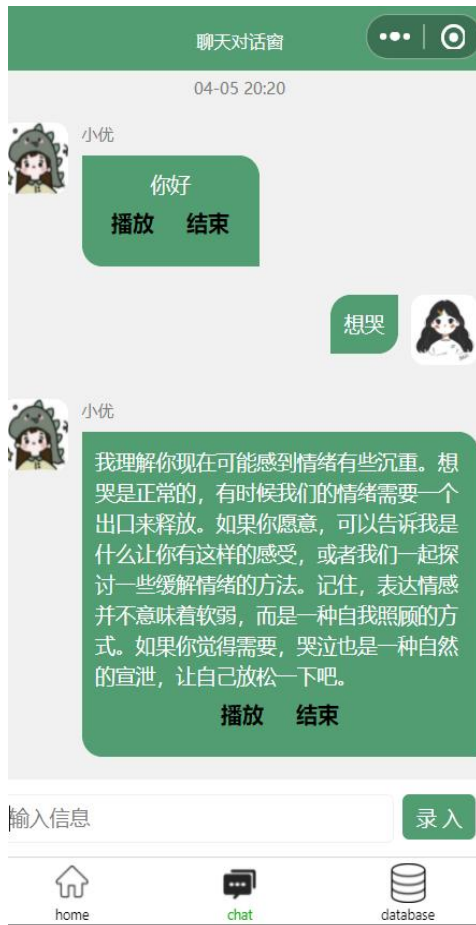 聊天对话窗
04-05 20:20
小优
你好
播放 结束
想哭
小优
我理解你现在可能感到情绪有些沉重。想
哭是正常的，有时候我们的情绪需要一个
出口来释放。如果你愿意，可以告诉我是
什么让你有这样的感受，或者我们一起探
讨一些缓解情绪的方法。记住，表达情感
并不意味着软弱，而是一种自我照顾的方
式。如果你觉得需要，哭泣也是一种自然
的宣泄，让自己放松一下吧。
播放 结束
输入信息
录入
home chat database